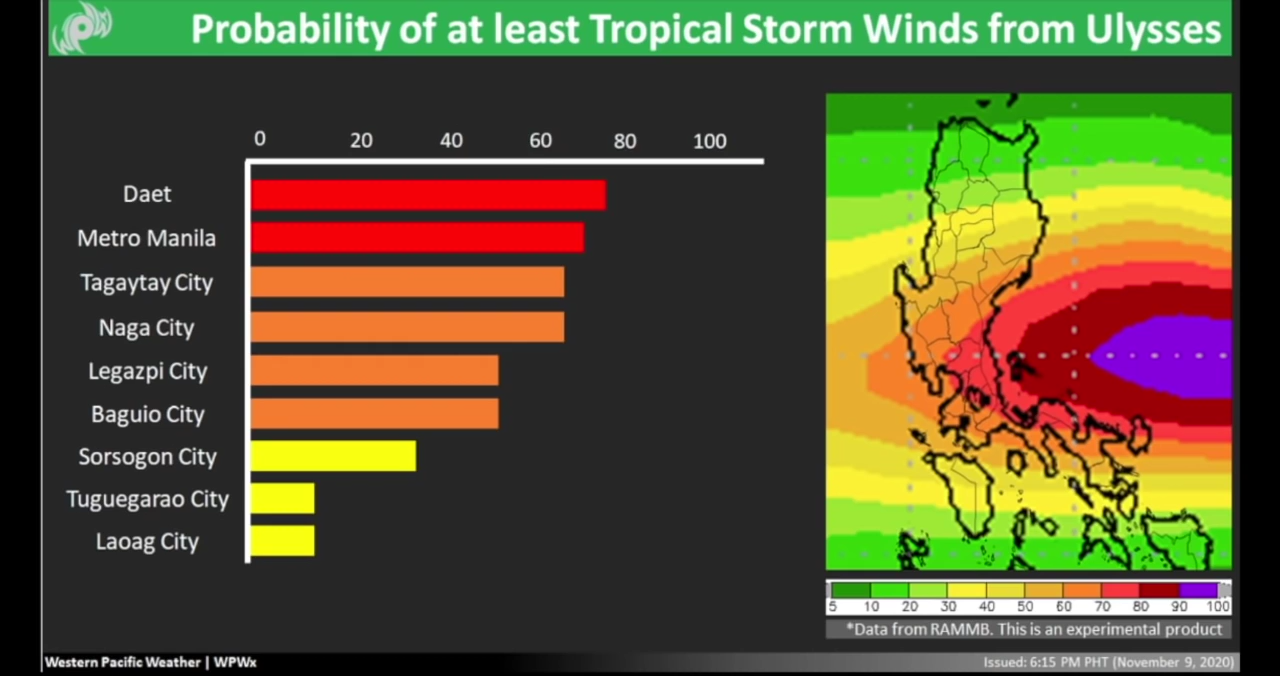 Probability of at least Tropical Storm Winds from Ulysses
0 20 40 60 80 100
Daet
Metro Manila
Tagaytay City
Naga City
Legazpi City
Baguio City
Sorsogon City
Tuguegarao City
Laoag City
5 10 20 30 40 50 60 70 80 90 100
*Data from RAMMB. This is an experimental product
Western Pacific Weather | WPWx
Issued: 6:15 PM PHT (November 9, 2020)